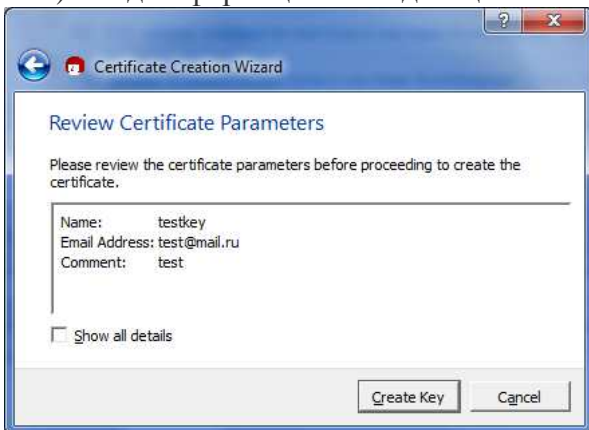 Certificate Creation Wizard
Review Certificate Parameters
Please review the certificate parameters before proceeding to create the
certificate.
Name: testkey
Email Address: test@mail.ru
Comment: test
Show all details
Create Key
Cancel